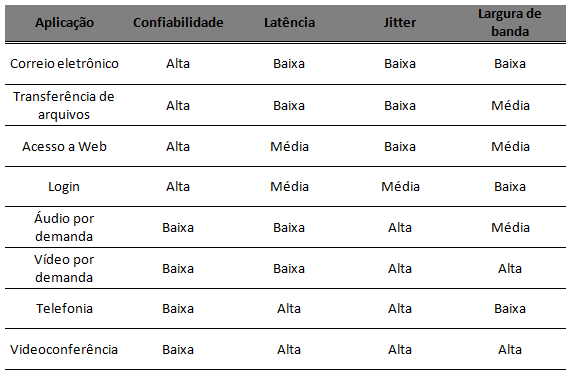 Aplicação Confiabilidade Latência Jitter Largura de banda
Correio eletrônico Alta Baixa Baixa Baixa
Transferência de arquivos Alta Baixa Baixa Média
Acesso a Web Alta Média Baixa Média
Login Alta Média Média Baixa
Áudio por demanda Baixa Baixa Alta Média
Vídeo por demanda Baixa Baixa Alta Alta
Telefonia Baixa Alta Alta Baixa
Videoconferência Baixa Alta Alta Alta